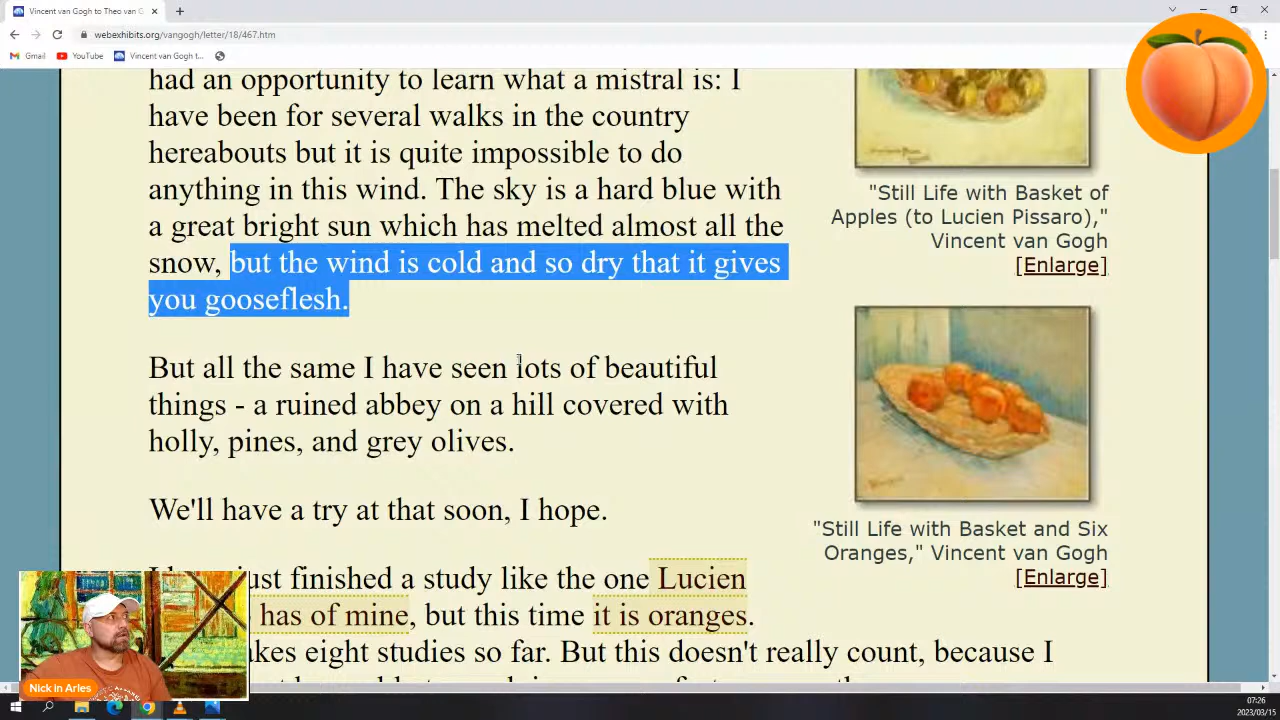 Vincent van Gogh to Theo van G
webexhibits.org/vangogh/letter/18/467.htm
Gmail
YouTube
Vincent van Gogh t...
had an opportunity to learn what a mistral is: I
have been for several walks in the country
hereabouts but it is quite impossible to do
anything in this wind. The sky is a hard blue with
a great bright sun which has melted almost all the
snow, but the wind is cold and so dry that it gives
you gooseflesh.
But all the same I have seen lots of beautiful
things - a ruined abbey on a hill covered with
holly, pines, and grey olives.
We'll have a try at that soon, I hope.
just finished a study like the one Lucien
has of mine, but this time it is oranges.
eight studies so far. But this doesn't really count, because I
"Still Life with Basket of
Apples (to Lucien Pissaro),"
Vincent van Gogh
[Enlarge]
"Still Life with Basket and Six
Oranges," Vincent van Gogh
[Enlarge]
Nick in Arles
07:26
2023/03/15